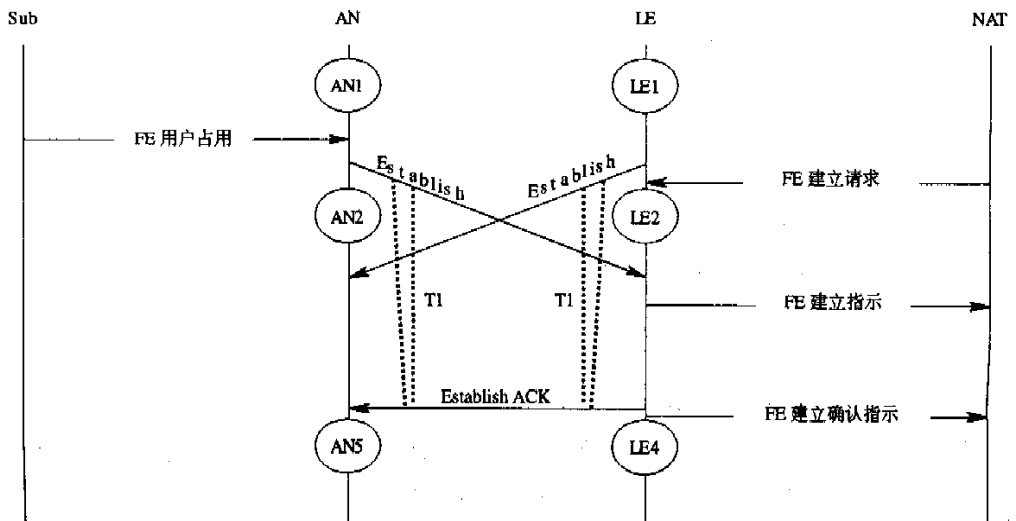 Sub
AN
LE
NAT
AN1
LE1
FE 用户占用
Establish
Establish
FE 建立请求
AN2
LE2
T1
T1
FE 建立指示
Establish ACK
FE 建立确认指示
AN5
LE4